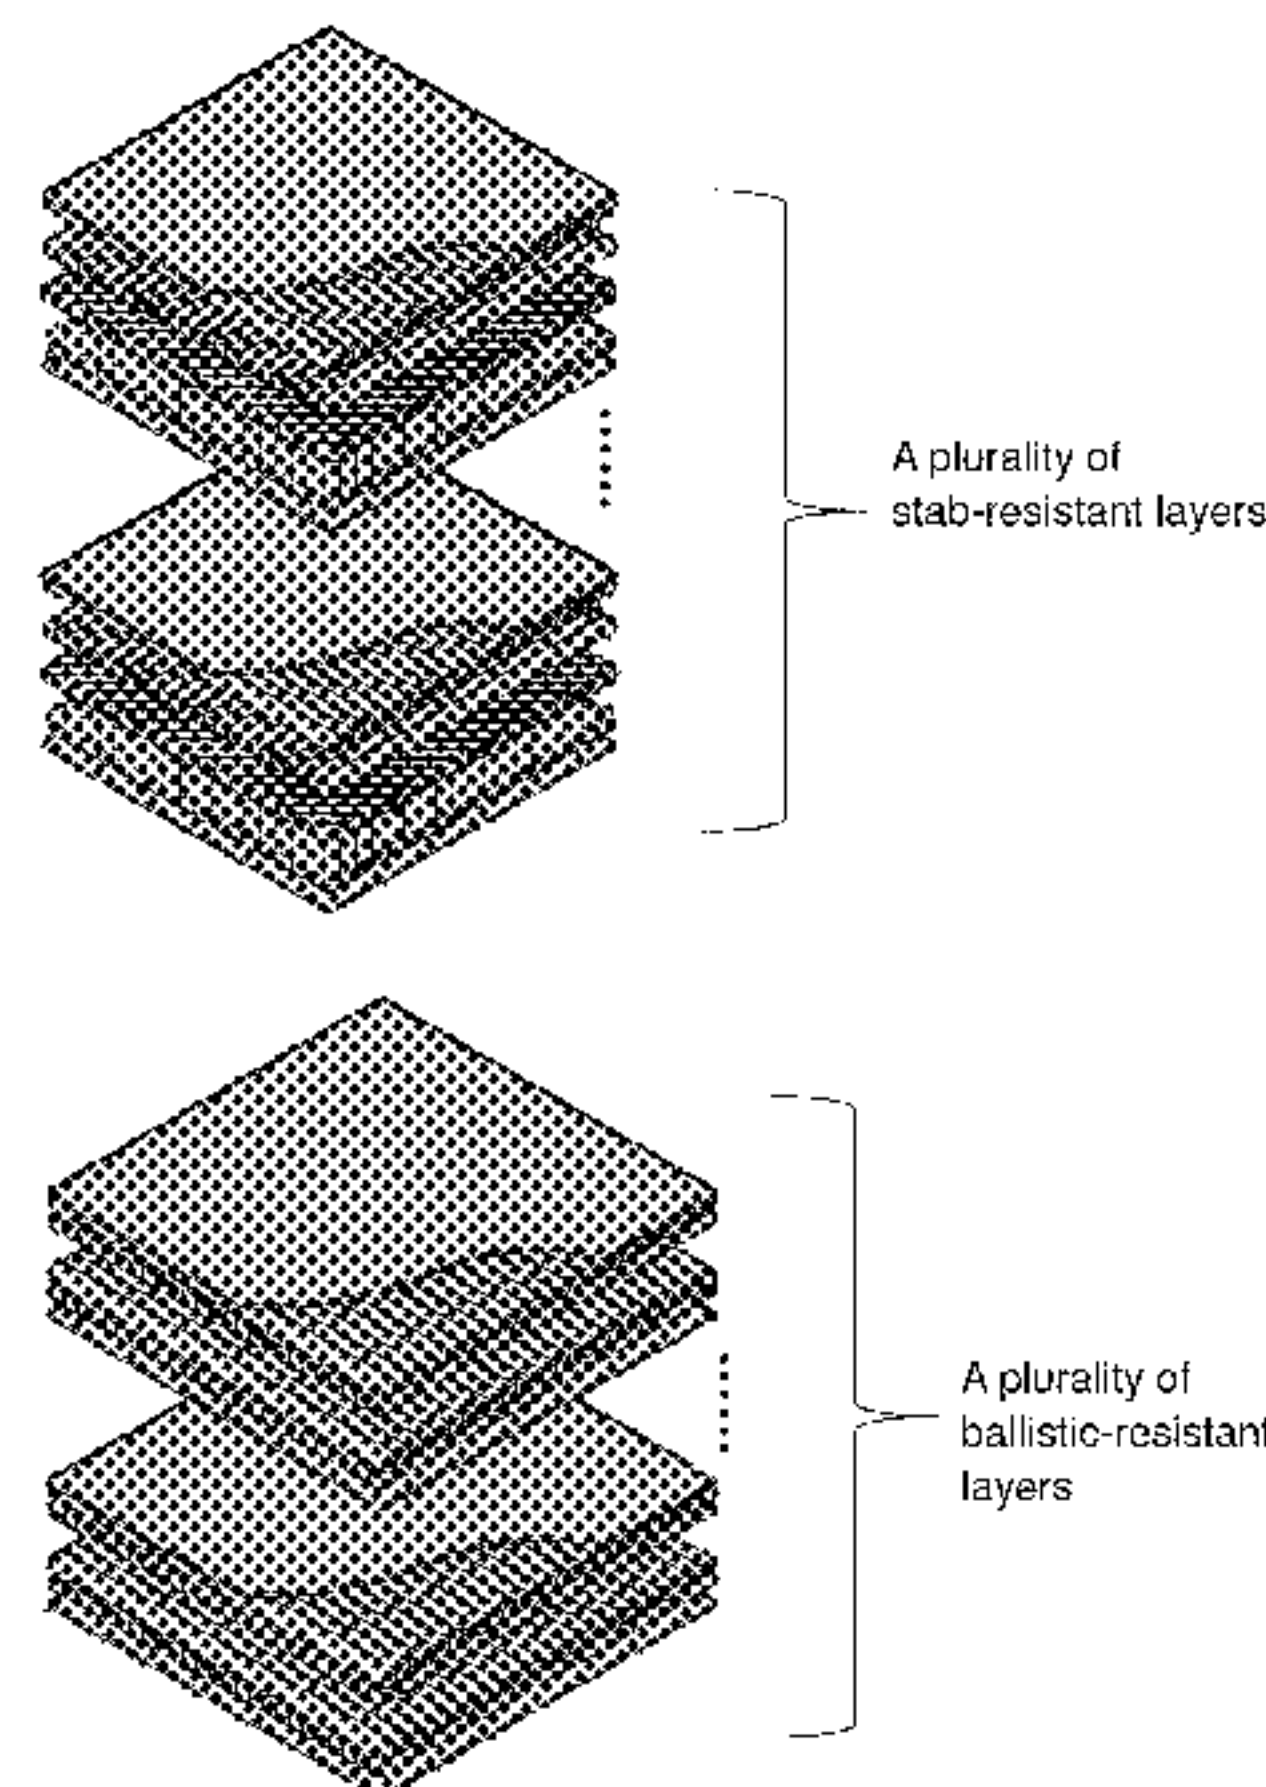 A plurality of
stab-resistant layers
A plurality of
ballistic-resistant
layers